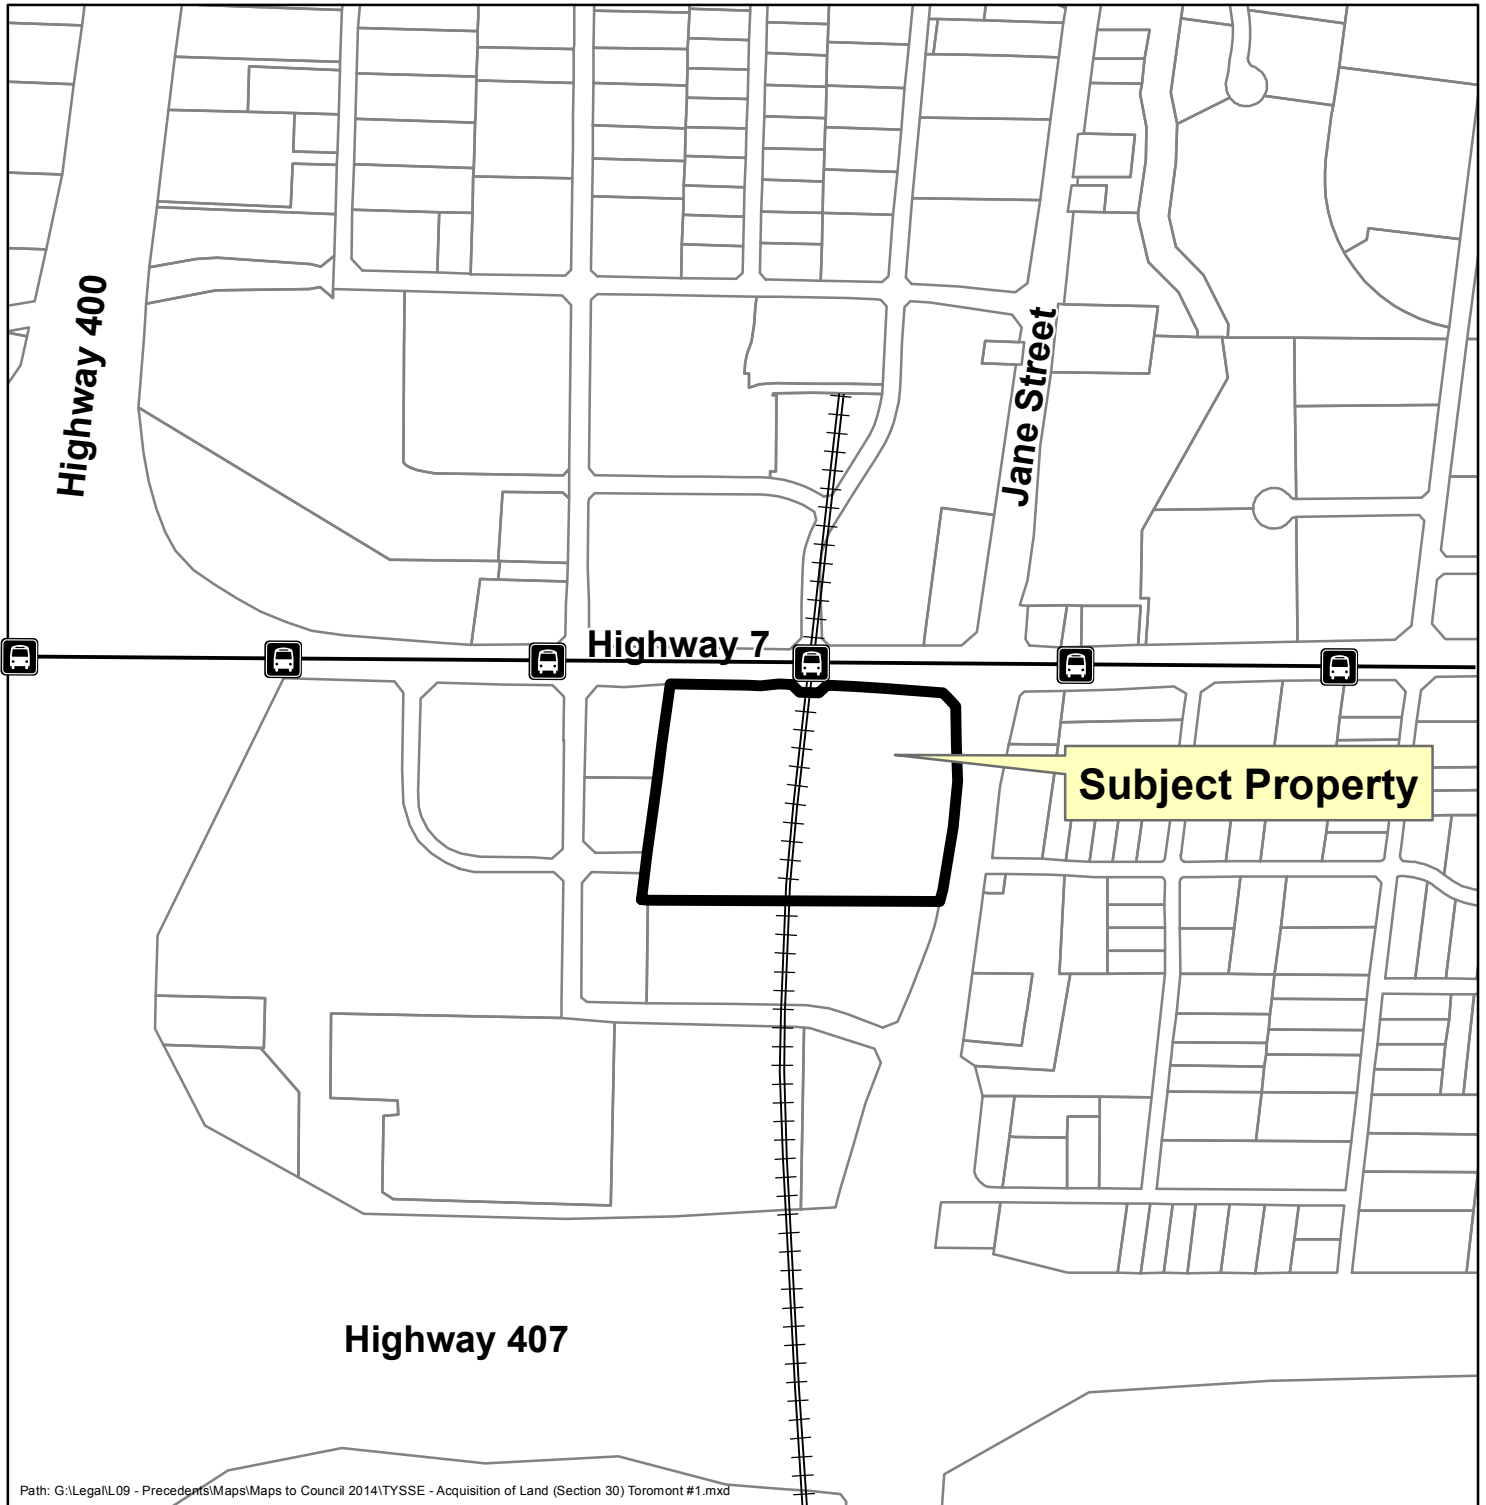 Highway 400
Jane Street
Highway 7
Subject Property
Highway 407
Path: G:\Legal\L09 - Precedents\Maps\Maps to Council 2014\TYSSE - Acquisition of Land (Section 30) Toromont #1.mxd